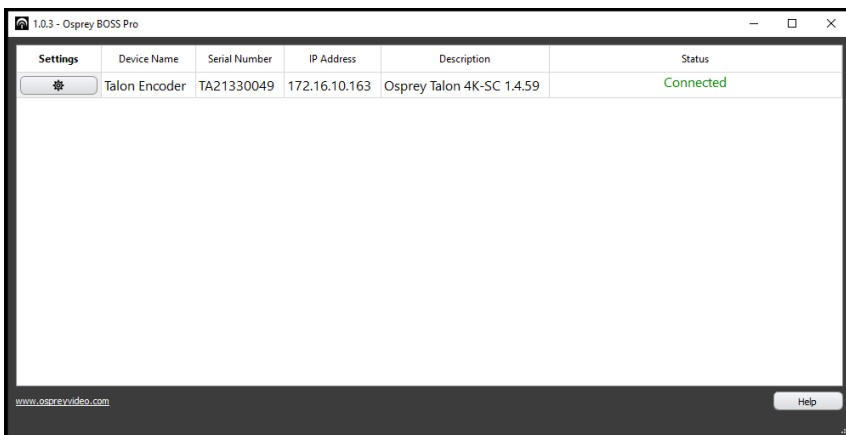 1.0.3 - Osprey BOSS Pro
Settings Device Name Serial Number IP Address Description Status
Talon Encoder TA21330049 172.16.10.163 Osprey Talon 4K-SC 1.4.59 Connected
www.ospreyvideo.com Help